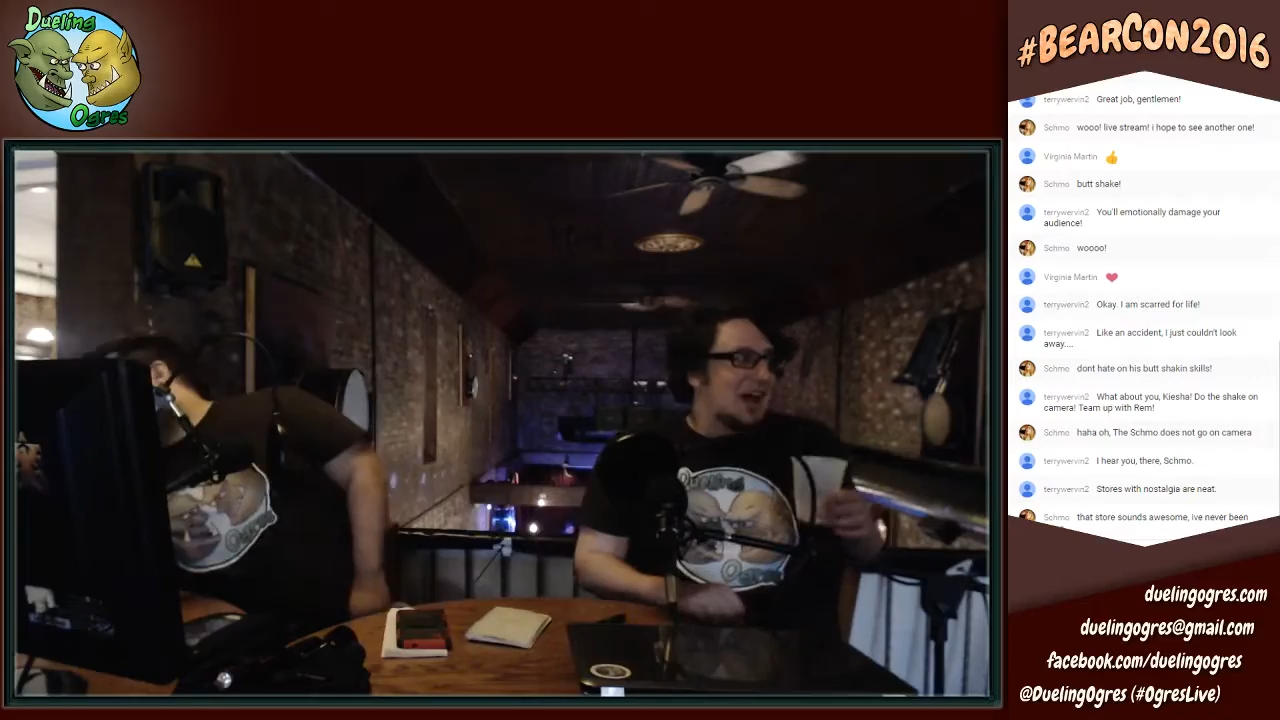 Dueling
Ogres
#BEARCON2016
terrywervin2 Great job, gentlemen!
Schmo wooo! live stream! i hope to see another one!
Virginia Martin 👍
Schmo butt shake!
terrywervin2 You'll emotionally damage your
audience!
Schmo woooo!
Virginia Martin ❤
terrywervin2 Okay. I am scarred for life!
terrywervin2 Like an accident, I just couldn't look
away....
Schmo dont hate on his butt shakin skills!
terrywervin2 What about you, Kiesha! Do the shake on
camera! Team up with Rem!
Schmo haha oh, The Schmo does not go on camera
terrywervin2 I hear you, there, Schmo.
terrywervin2 Stores with nostalgia are neat.
Schmo that store sounds awesome, ive never been
duelingogres.com
duelingogres@gmail.com
facebook.com/duelingogres
@DuelingOgres (#OgresLive)
Dueling
Ogres